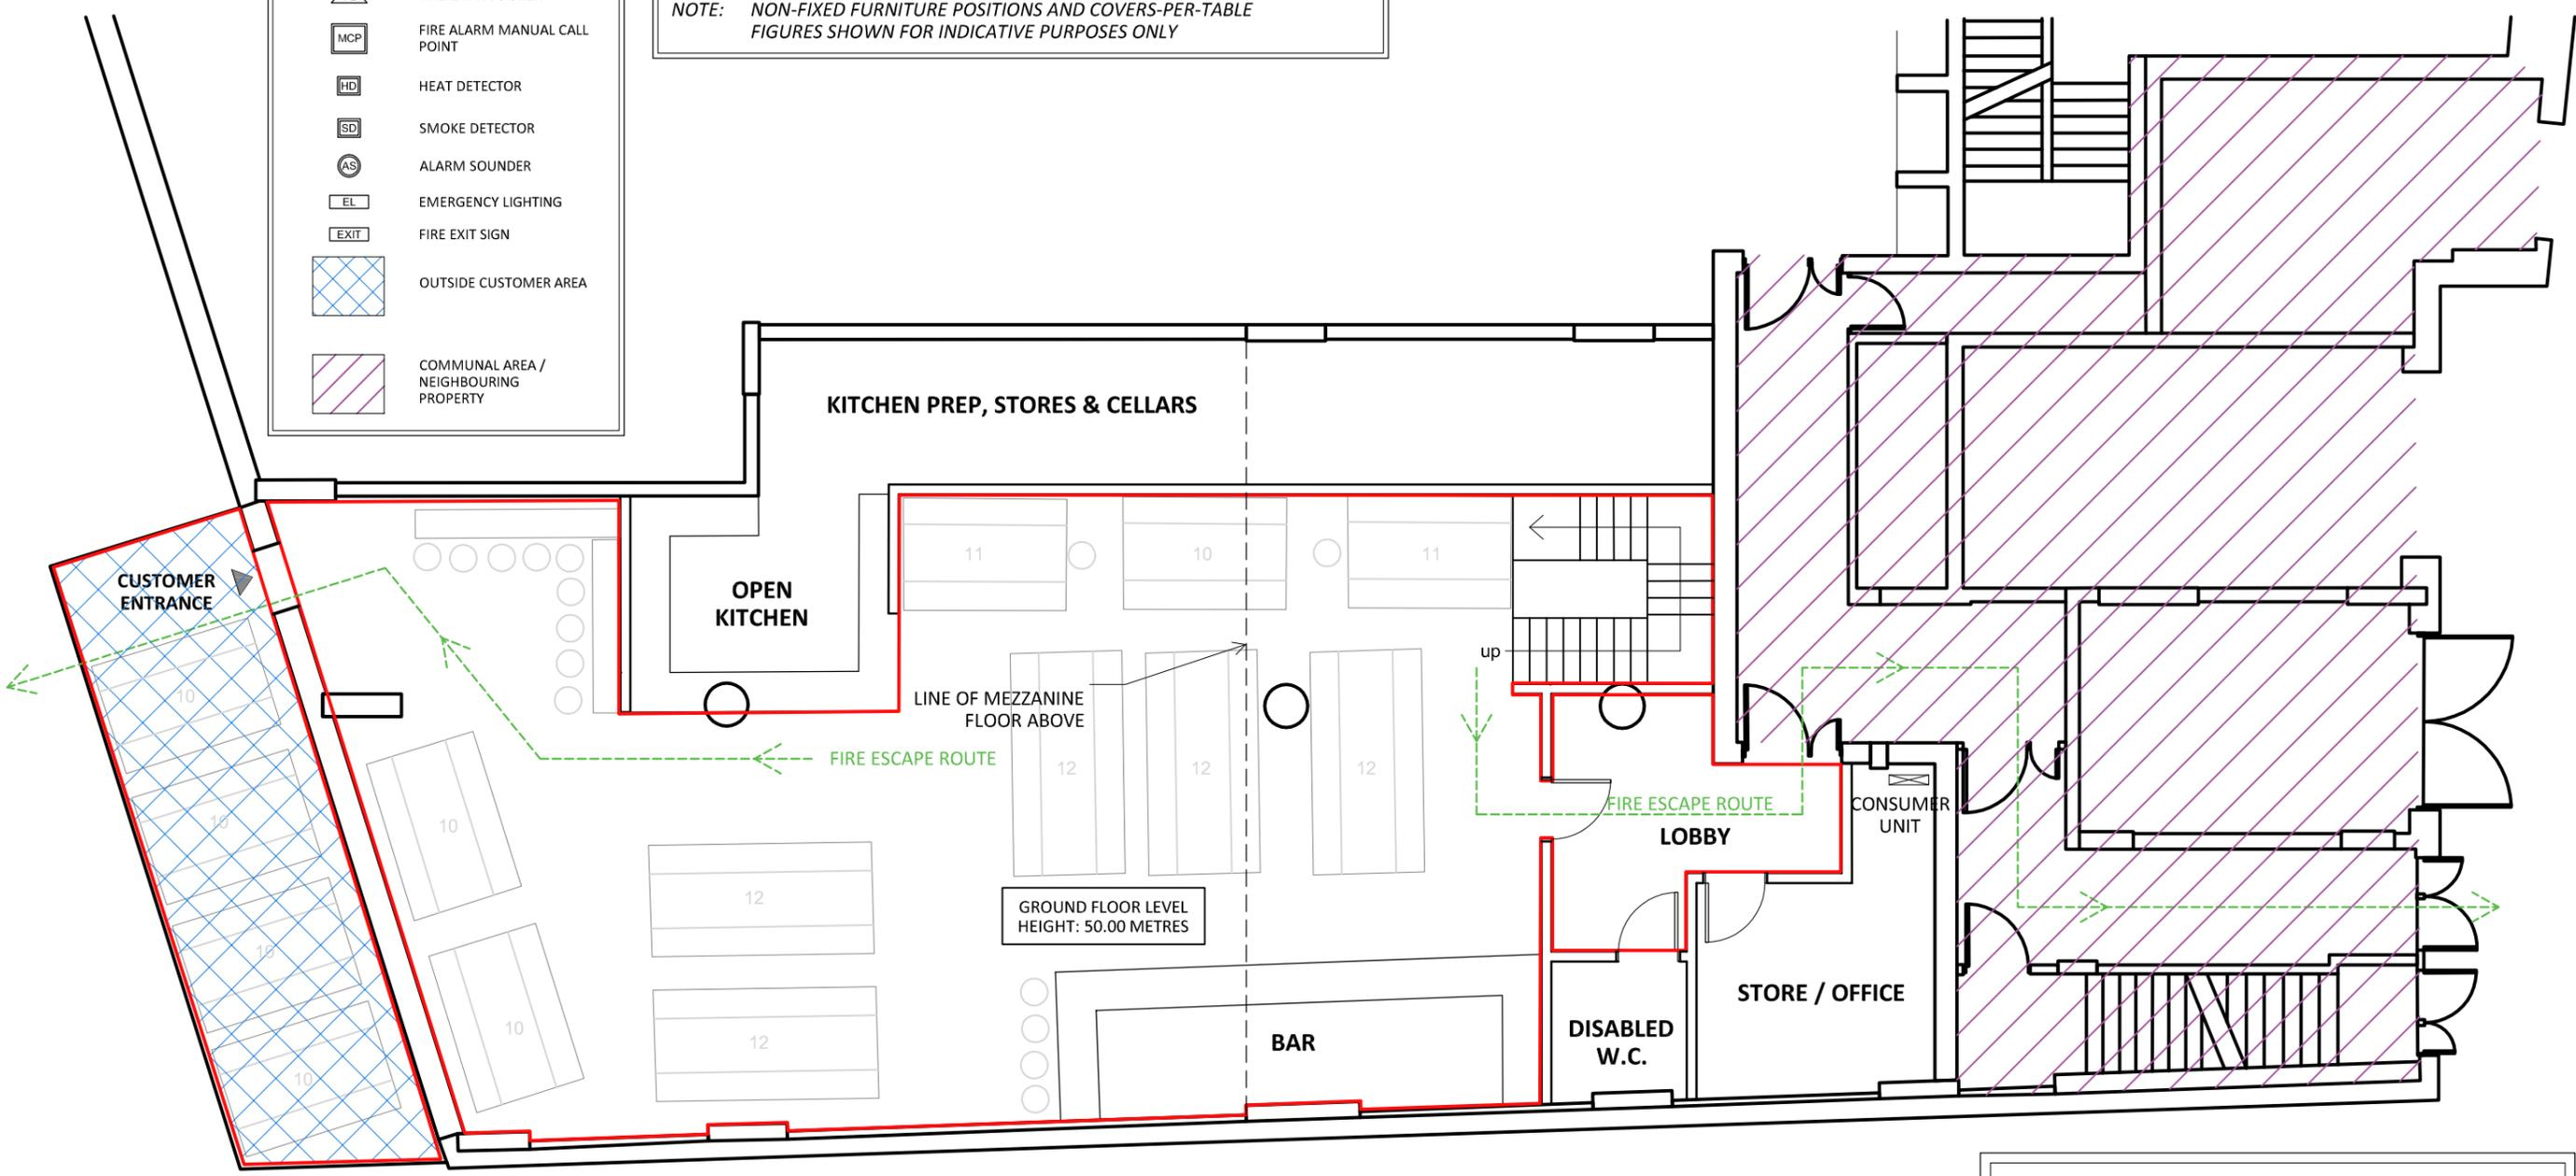 MCP
FIRE ALARM MANUAL CALL
POINT
HD
HEAT DETECTOR
SD
SMOKE DETECTOR
AS
ALARM SOUNDER
EL
EMERGENCY LIGHTING
EXIT
FIRE EXIT SIGN
OUTSIDE CUSTOMER AREA
COMMUNAL AREA /
NEIGHBOURING
PROPERTY
NOTE: NON-FIXED FURNITURE POSITIONS AND COVERS-PER-TABLE
FIGURES SHOWN FOR INDICATIVE PURPOSES ONLY
KITCHEN PREP, STORES & CELLARS
CUSTOMER
ENTRANCE
OPEN
KITCHEN
11
10
11
up
LINE OF MEZZANINE
FLOOR ABOVE
FIRE ESCAPE ROUTE
12
12
12
10
10
10
10
10
10
12
12
FIRE ESCAPE ROUTE
LOBBY
CONSUMER
UNIT
GROUND FLOOR LEVEL
HEIGHT: 50.00 METRES
BAR
DISABLED
W.C.
STORE / OFFICE